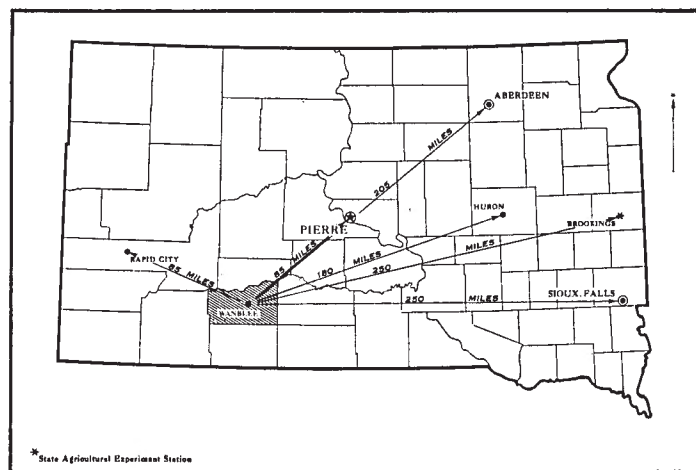 ABERDEEN
205 MILES
HURON
PIERRE
BROOKINGS *
RAPID CITY
85 MILES
85 MILES
180 MILES
250 MILES
WANBLEE
250 MILES
SIOUX FALLS
*State Agricultural Experiment Station